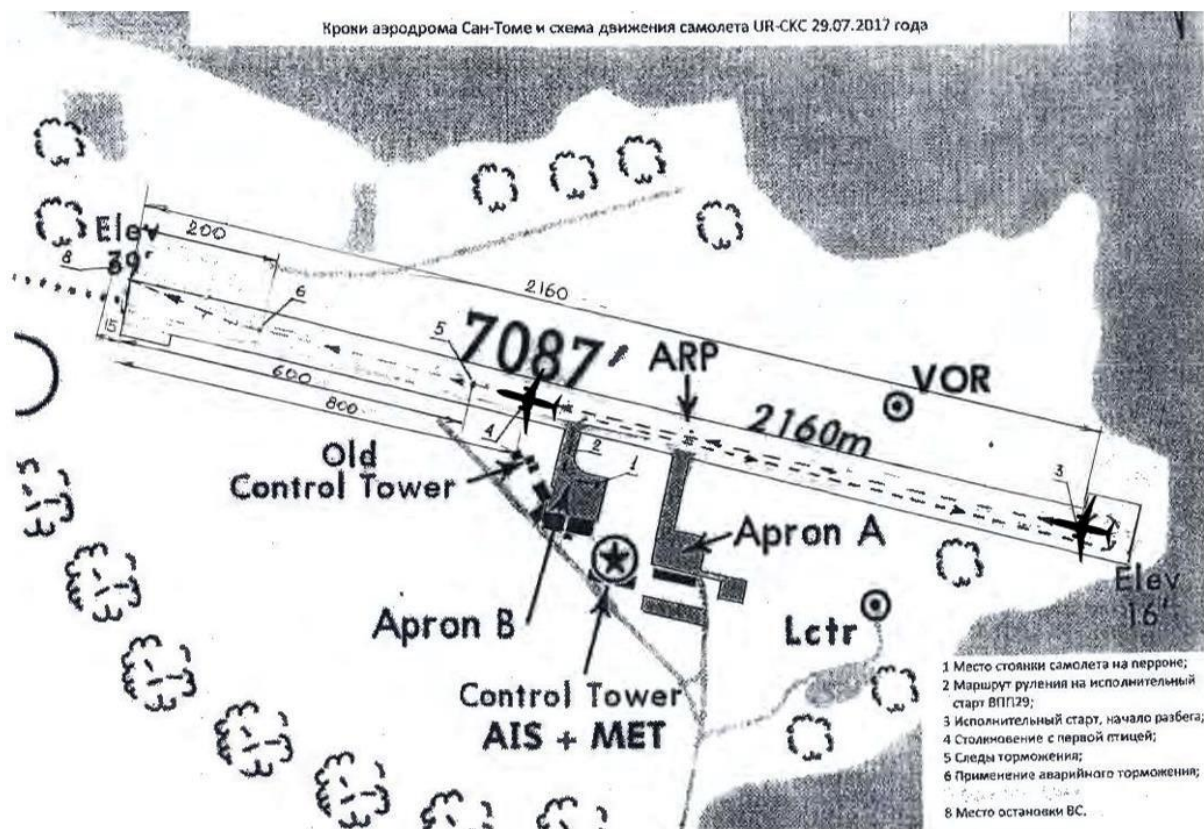 Кроки аэродрома Сан-Томе и схема движения самолета UR-CKC 29.07.2017 года
Elev
39'
8
200
6
2160
5
7087'
ARP
VOR
2160m
15
600
800
4
2
1
3
Old
Control Tower
Apron A
Apron B
Elev
16'
Lctr
Control Tower
AIS + MET
1 Место стоянки самолета на перроне;
2 Маршрут руления на исполнительный
старт ВПП29;
3 Исполнительный старт, начало разбега;
4 Столкновение с первой птицей;
5 Следы торможения;
6 Применение аварийного торможения;
8 Место остановки ВС.